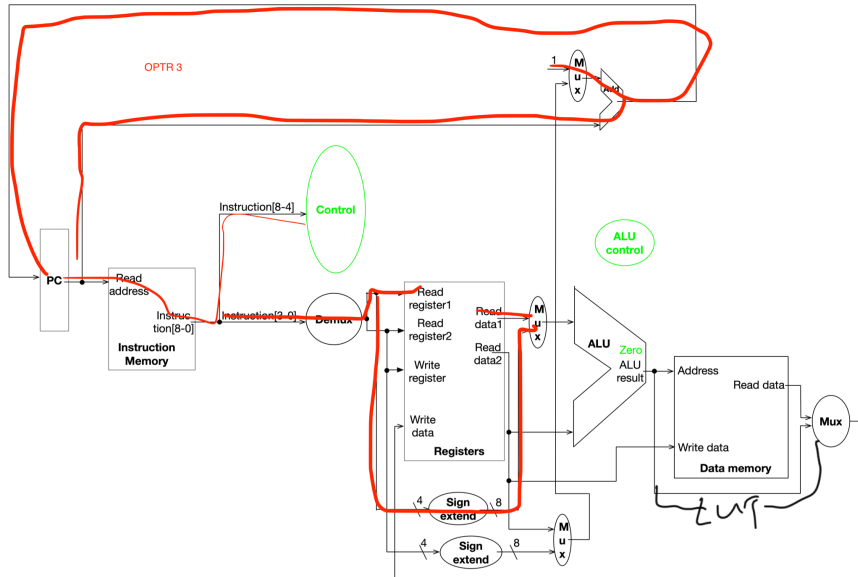 OPTR 3
1
M
u
x
Add
Instruction[8-4]
Control
ALU
control
PC
Read
address
Instruc
tion[8-0]
Instruction
Memory
Instruction[3-0]
Demux
Read
register1
Read
register2
Write
register
Write
data
Read
data1
Read
data2
Registers
M
u
x
ALU
Zero
ALU
result
Address
Read data
Write data
Data memory
Mux
4
Sign
extend
8
4
Sign
extend
8
M
u
x